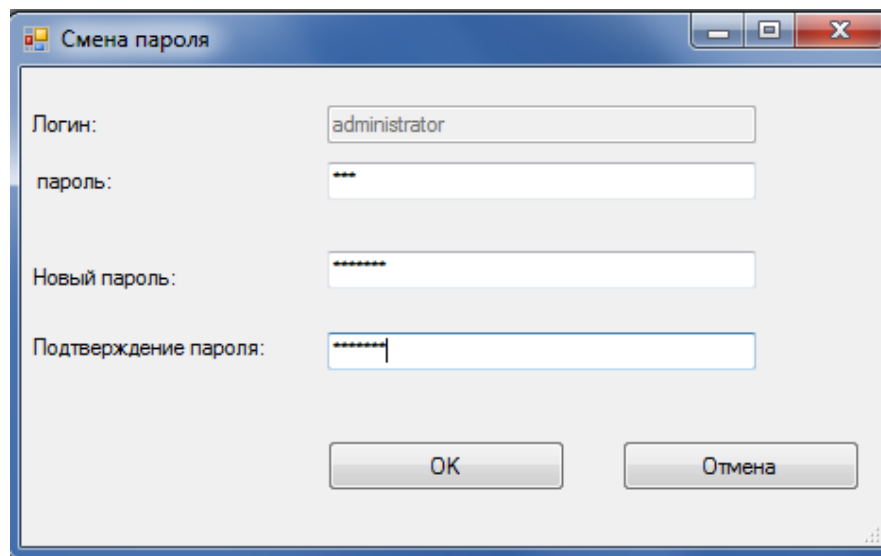 Смена пароля
Логин: administrator
пароль: ***
Новый пароль: *******
Подтверждение пароля: *******
OK Отмена